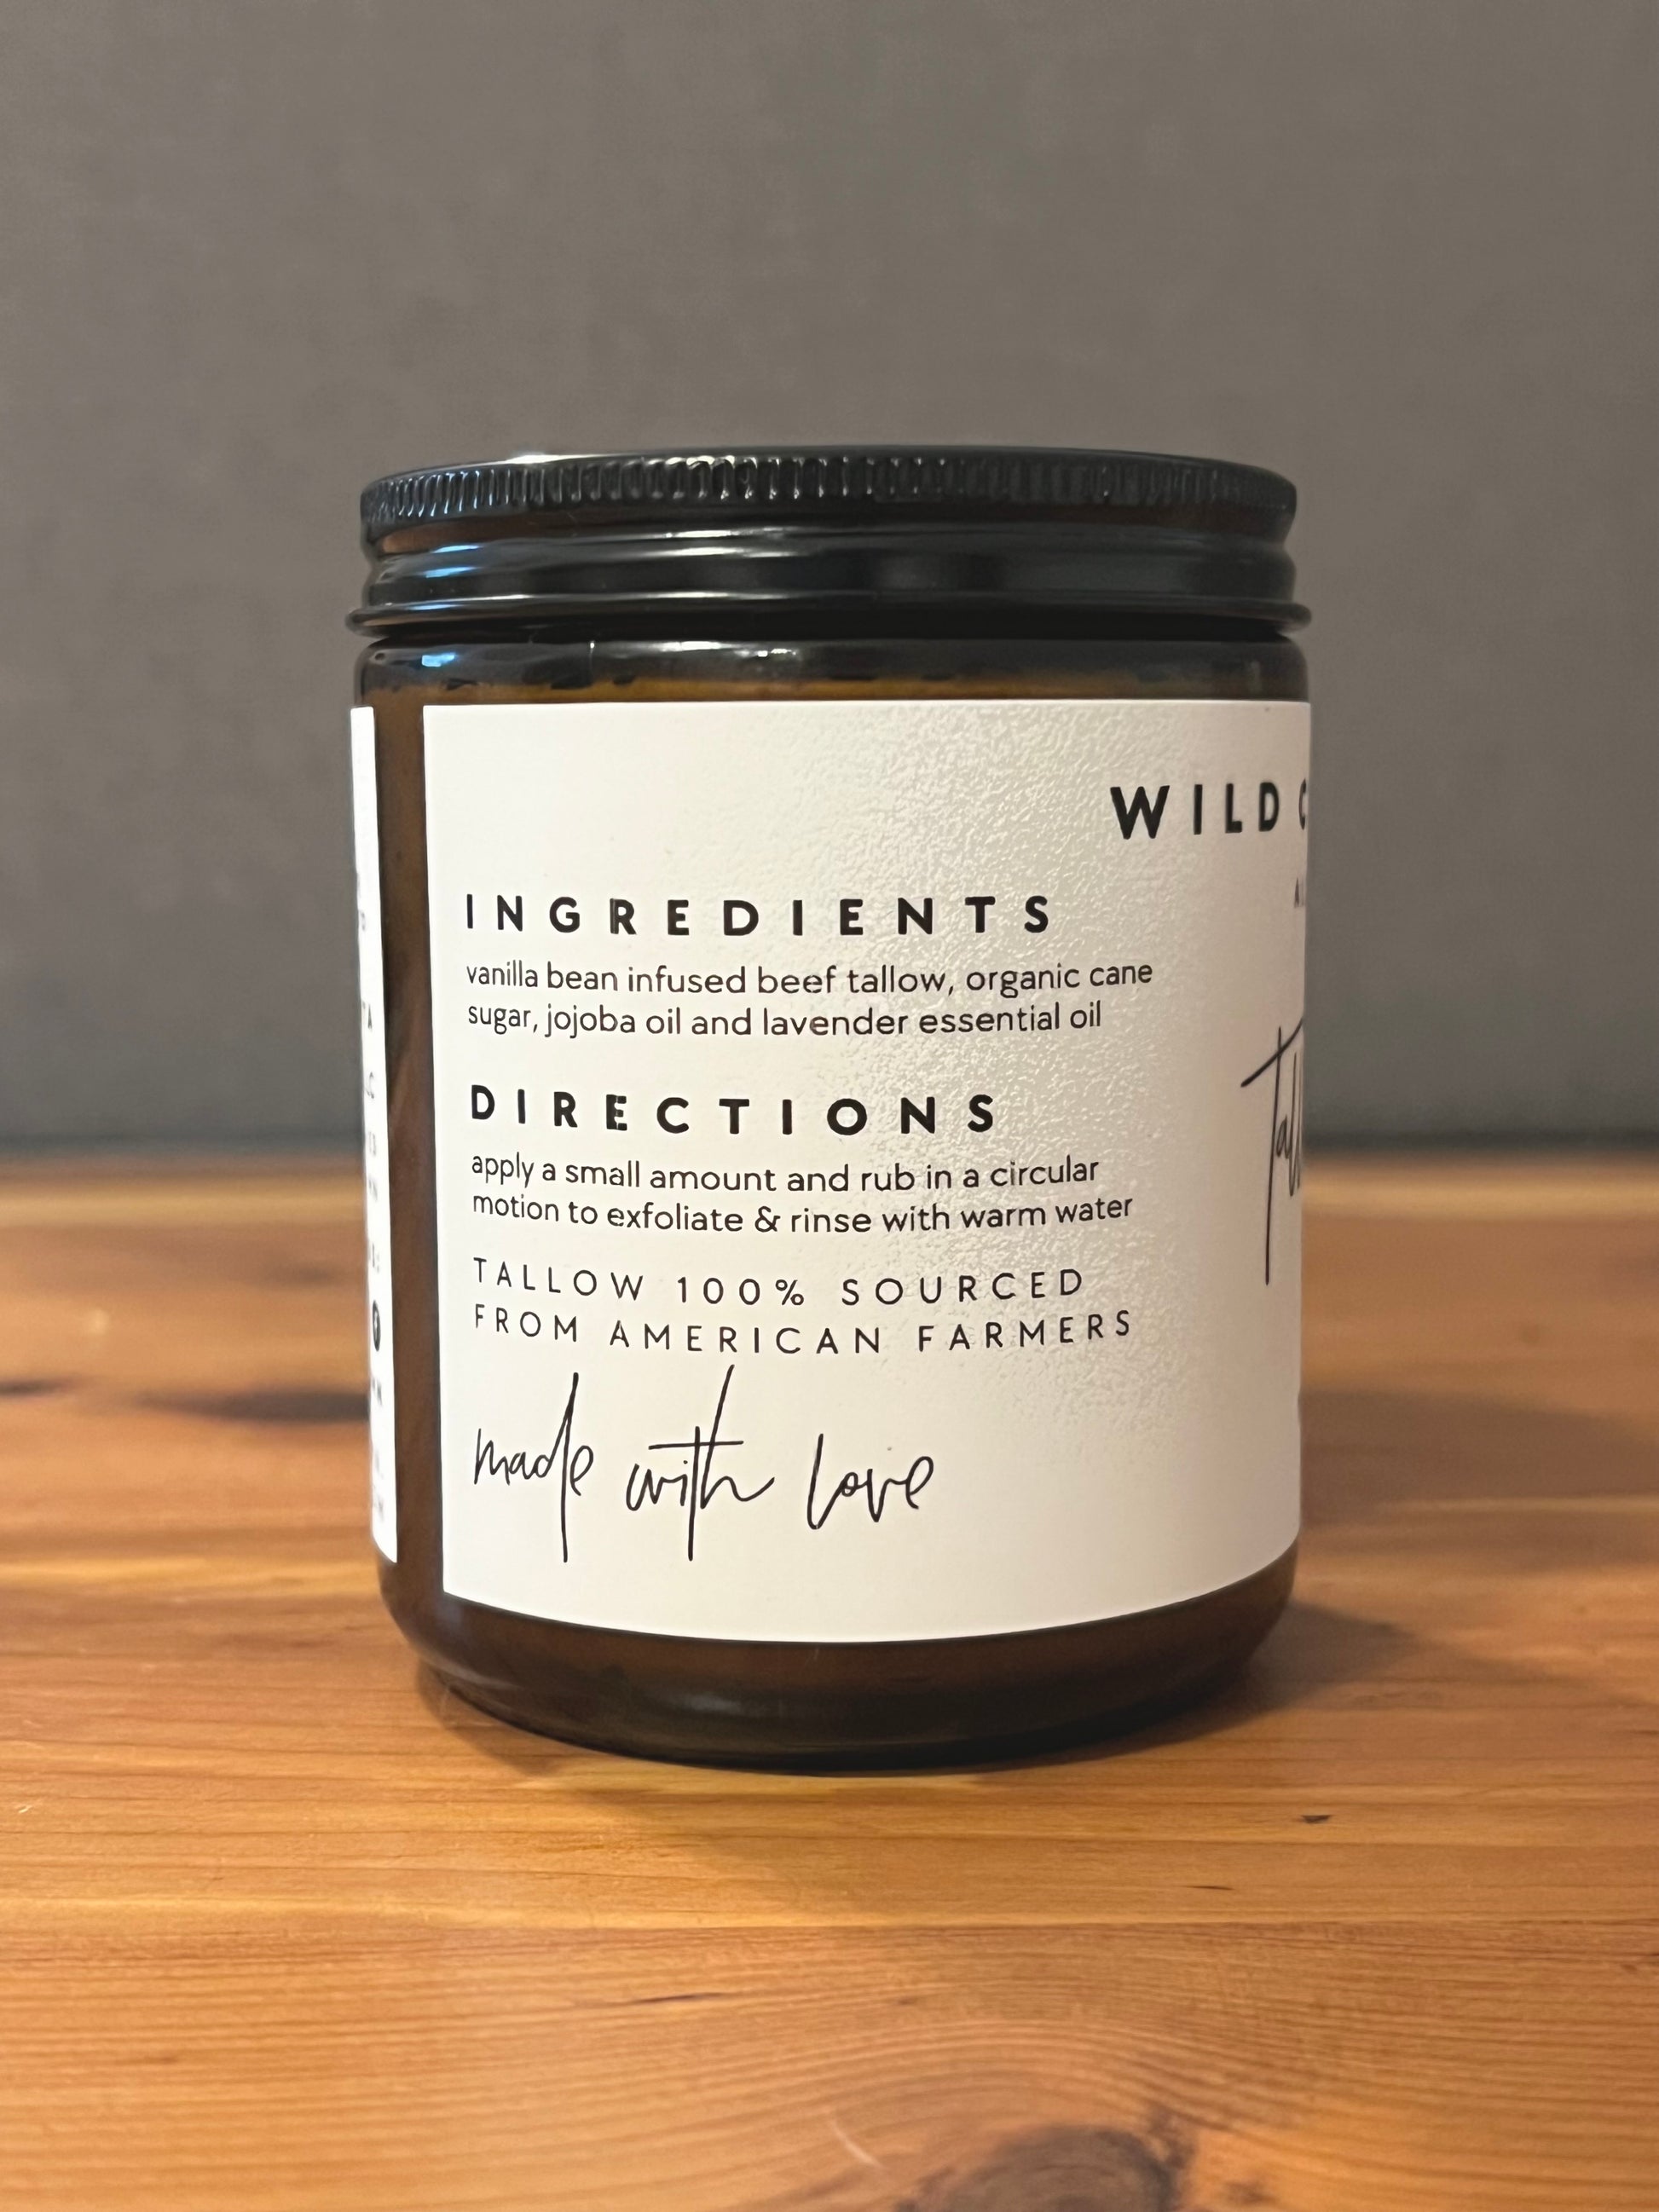 WILD
INGREDIENTS
vanilla bean infused beef tallow, organic cane
sugar, jojoba oil and lavender essential oil
DIRECTIONS
apply a small amount and rub in a circular
motion to exfoliate & rinse with warm water
TALLOW 100% SOURCED
FROM AMERICAN FARMERS
made with love